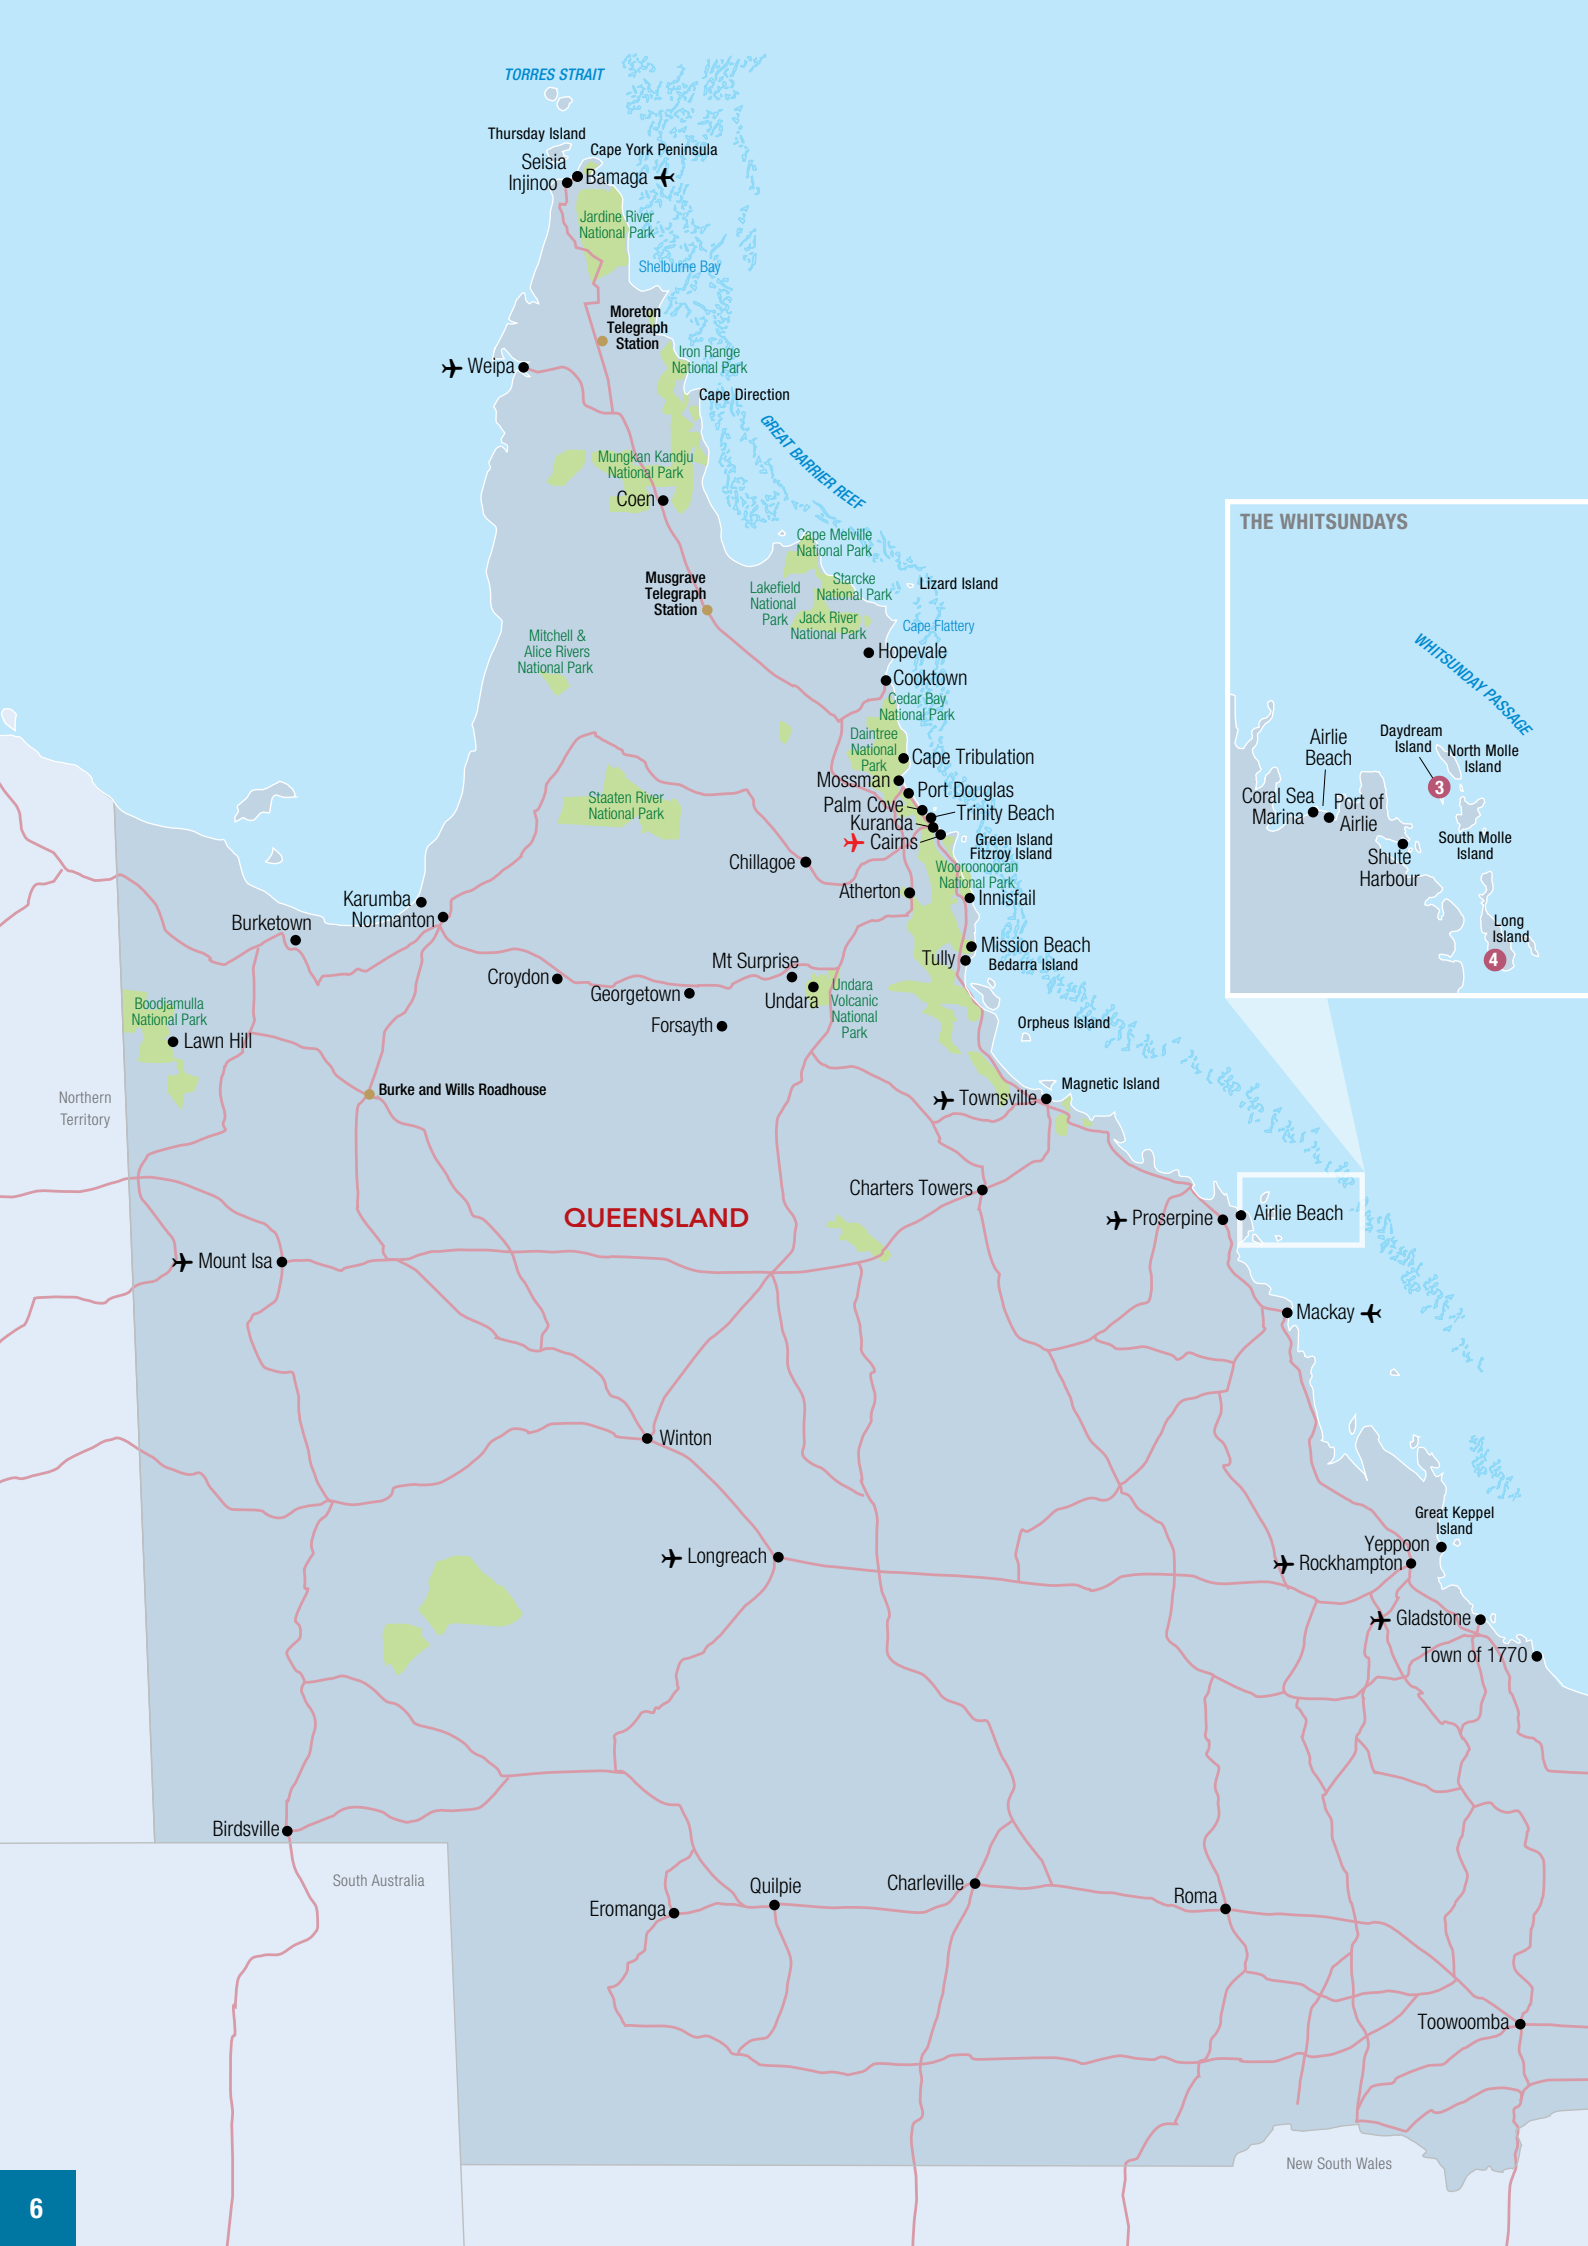 TORRES STRAIT
Thursday Island
Cape York Peninsula
Seisia
Injinoo
Bamaga
Jardine River
National Park
Shelburne Bay
Moreton
Telegraph
Station
Iron Range
National Park
Weipa
Cape Direction
GREAT BARRIER REEF
Mungkan Kandju
National Park
Coen
THE WHITSUNDAYS
Cape Melville
National Park
Musgrave
Telegraph
Station
Lakefield
National
Park
Starcke
National Park
Lizard Island
Jack River
National Park
Cape Flattery
Mitchell &
Alice Rivers
National Park
Hopevale
Cooktown
Cedar Bay
National Park
WHITSUNDAY PASSAGE
Daintree
National
Park
Cape Tribulation
Airlie
Beach
Daydream
Island
North Molle
Island
3
Mossman
Port Douglas
Palm Cove
Trinity Beach
Kuranda
Cairns
Green Island
Fitzroy Island
Coral Sea
Marina
Port of
Airlie
South Molle
Island
Shute
Harbour
Staaten River
National Park
Chillagoe
Wooroonooran
National Park
Atherton
Innisfail
Karumba
Normanton
Burketown
Long
Island
4
Mission Beach
Tully
Bedarra Island
Mt Surprise
Croydon
Georgetown
Undara
Undara
Volcanic
National
Park
Boodjamulla
National Park
Forsayth
Orpheus Island
Lawn Hill
Northern
Territory
Burke and Wills Roadhouse
Magnetic Island
Townsville
Charters Towers
QUEENSLAND
Proserpine
Airlie Beach
Mount Isa
Mackay
Winton
Great Keppel
Island
Yeppoon
Longreach
Rockhampton
Gladstone
Town of 1770
Birdsville
South Australia
Quilpie
Charleville
Eromanga
Roma
Toowoomba
New South Wales
6